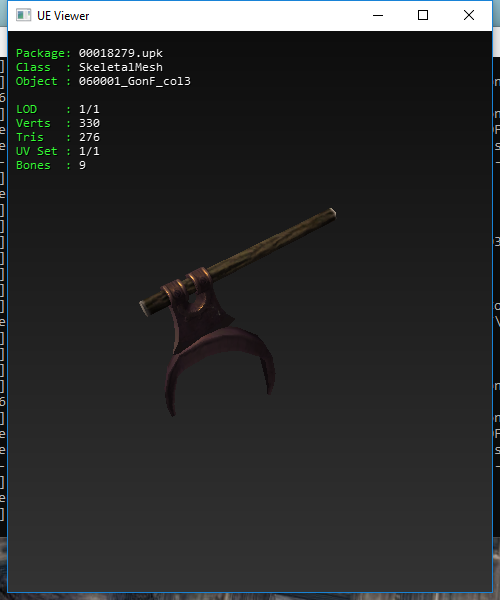 UE Viewer
Package: 00018279.upk
Class : SkeletalMesh
Object : 060001_GonF_col3
LOD : 1/1
Verts : 330
Tris : 276
UV Set : 1/1
Bones : 9